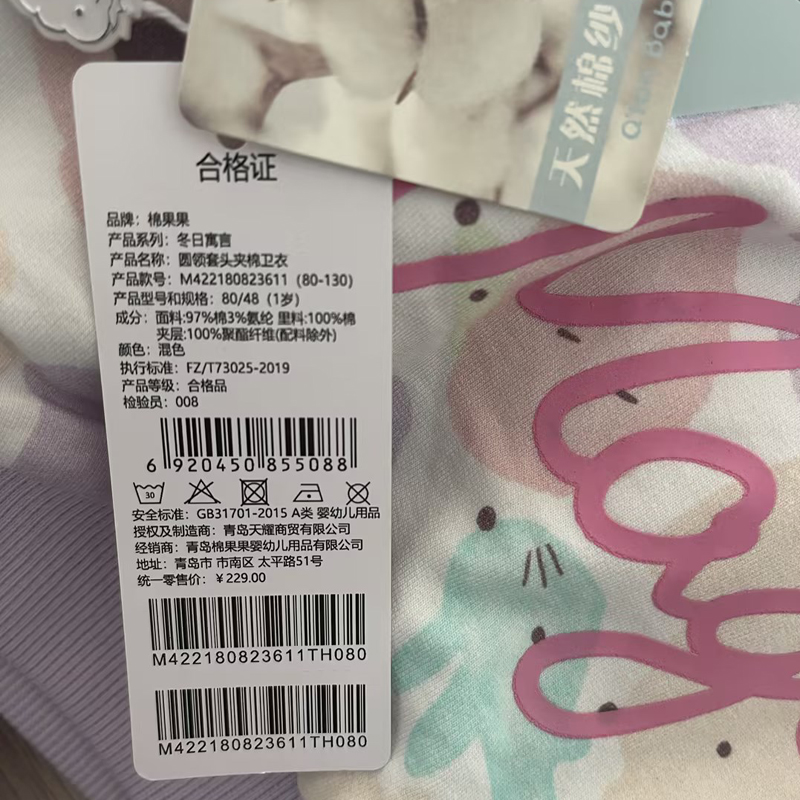 天然棉纱
合格证
品牌：棉果果
产品系列：冬日寓言
产品名称：圆领套头夹棉卫衣
产品款号：M422180823611（80-130）
产品型号和规格：80/48（1岁）
成分：面料:97%棉3%氨纶 里料:100%棉
夹层:100%聚酯纤维(配料除外)
颜色：混色
执行标准：FZ/T73025-2019
产品等级：合格品
检验员：008
6 920450 855088
30
安全标准：GB31701-2015 A类 婴幼儿用品
授权及制造商：青岛天耀商贸有限公司
经销商：青岛棉果果婴幼儿用品有限公司
地址：青岛市 市南区 太平路51号
统一零售价：￥229.00
M422180823611TH080
M422180823611TH080